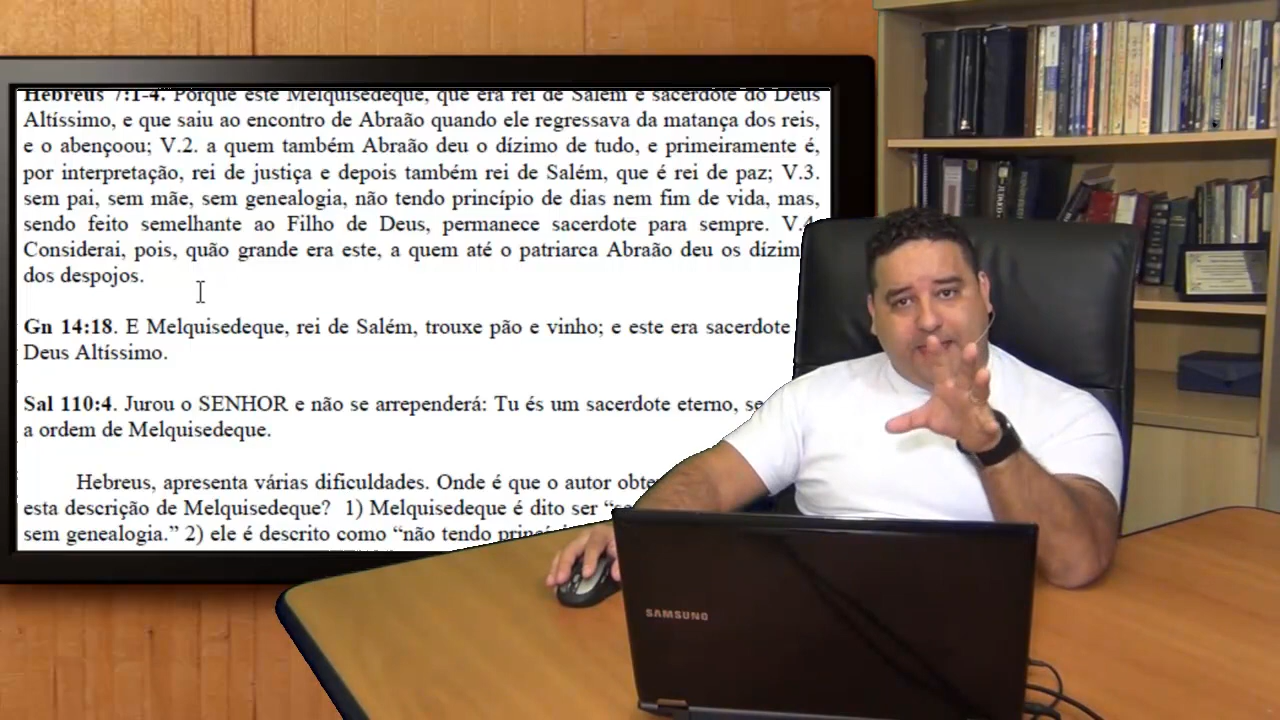 Hebreus 7:1-4. Porque este Melquisedeque, que era rei de Salém e sacerdote do Deus
Altíssimo, e que saiu ao encontro de Abraão quando ele regressava da matança dos reis,
e o abençoou; V.2. a quem também Abraão deu o dízimo de tudo, e primeiramente é,
por interpretação, rei de justiça e depois também rei de Salém, que é rei de paz; V.3.
sem pai, sem mãe, sem genealogia, não tendo princípio de dias nem fim de vida, mas,
sendo feito semelhante ao Filho de Deus, permanece sacerdote para sempre. V.4.
Considerai, pois, quão grande era este, a quem até o patriarca Abraão deu os
dos despojos.
Gn 14:18. E Melquisedeque, rei de Salém, trouxe pão e vinho; e este era sacerdote
Deus Altíssimo.
Sal 110:4. Jurou o SENHOR e não se arrependerá: Tu és um sacerdote eterno,
a ordem de Melquisedeque.
Hebreus, apresenta várias dificuldades. Onde é que o autor
esta descrição de Melquisedeque? 1) Melquisedeque é dito ser
sem genealogia.” 2) ele é descrito como “não tendo
SAMSUNG